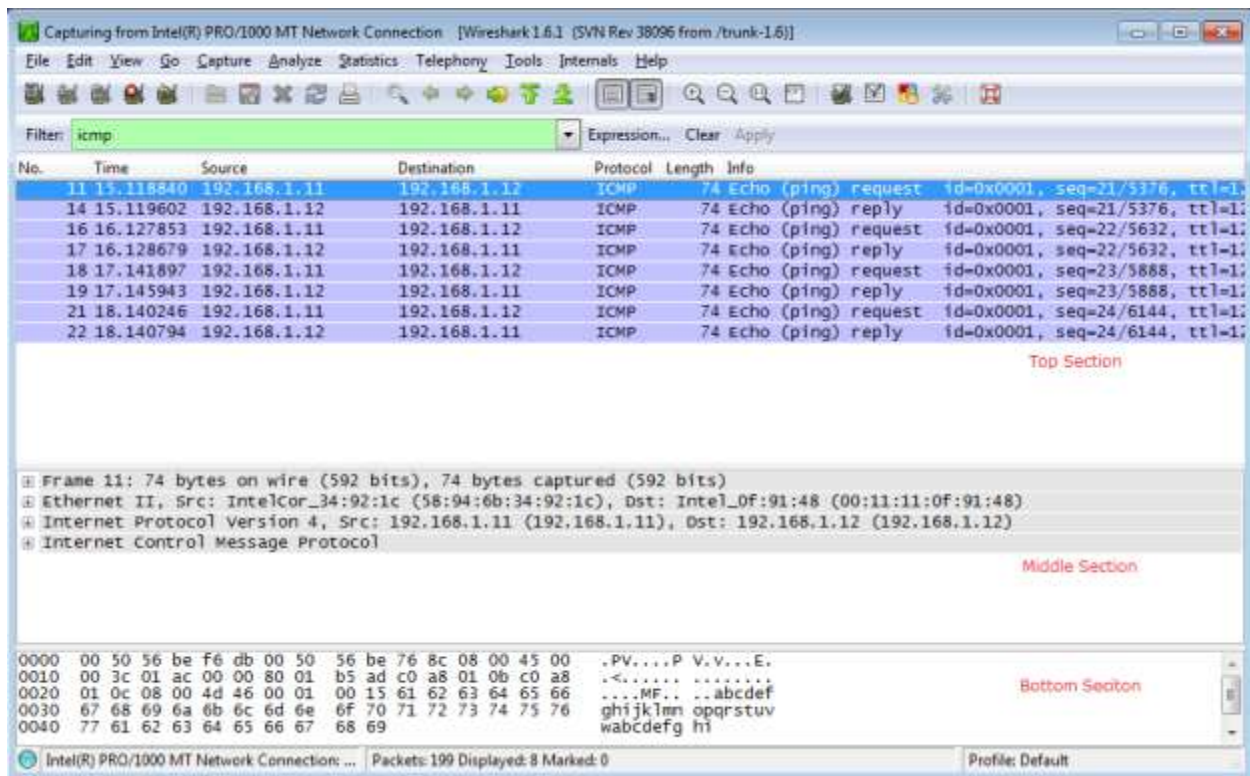 Capturing from Intel(R) PRO/1000 MT Network Connection [Wireshark 1.6.1 (SVN Rev 38096 from /trunk-1.6)]
File Edit View Go Capture Analyze Statistics Telephony Tools Internals Help
Filter: icmp Expression... Clear Apply
No. Time Source Destination Protocol Length Info
11 15.118840 192.168.1.11 192.168.1.12 ICMP 74 Echo (ping) request id=0x0001, seq=21/5376, ttl=1
14 15.119602 192.168.1.12 192.168.1.11 ICMP 74 Echo (ping) reply id=0x0001, seq=21/5376, ttl=12
16 16.127853 192.168.1.11 192.168.1.12 ICMP 74 Echo (ping) request id=0x0001, seq=22/5632, ttl=12
17 16.128679 192.168.1.12 192.168.1.11 ICMP 74 Echo (ping) reply id=0x0001, seq=22/5632, ttl=12
18 17.141897 192.168.1.11 192.168.1.12 ICMP 74 Echo (ping) request id=0x0001, seq=23/5888, ttl=12
19 17.145943 192.168.1.12 192.168.1.11 ICMP 74 Echo (ping) reply id=0x0001, seq=23/5888, ttl=12
21 18.140246 192.168.1.11 192.168.1.12 ICMP 74 Echo (ping) request id=0x0001, seq=24/6144, ttl=12
22 18.140794 192.168.1.12 192.168.1.11 ICMP 74 Echo (ping) reply id=0x0001, seq=24/6144, ttl=12
Top Section
Frame 11: 74 bytes on wire (592 bits), 74 bytes captured (592 bits)
Ethernet II, Src: IntelCor_34:92:1c (58:94:6b:34:92:1c), Dst: Intel_0f:91:48 (00:11:11:0f:91:48)
Internet Protocol Version 4, Src: 192.168.1.11 (192.168.1.11), Dst: 192.168.1.12 (192.168.1.12)
Internet Control Message Protocol
Middle Section
0000 00 50 56 be f6 db 00 50 56 be 76 8c 08 00 45 00 .PV....P V.v...E.
0010 00 3c 01 ac 00 00 80 01 b5 ad c0 a8 01 0b c0 a8 .<...... ........
0020 01 0c 08 00 4d 46 00 01 00 15 61 62 63 64 65 66 ....MF.. ..abcdef
0030 67 68 69 6a 6b 6c 6d 6e 6f 70 71 72 73 74 75 76 ghijklmn opqrstuv
0040 77 61 62 63 64 65 66 67 68 69 wabcdefg hi
Bottom Seciton
Intel(R) PRO/1000 MT Network Connection: ... Packets: 199 Displayed: 8 Marked: 0 Profile: Default